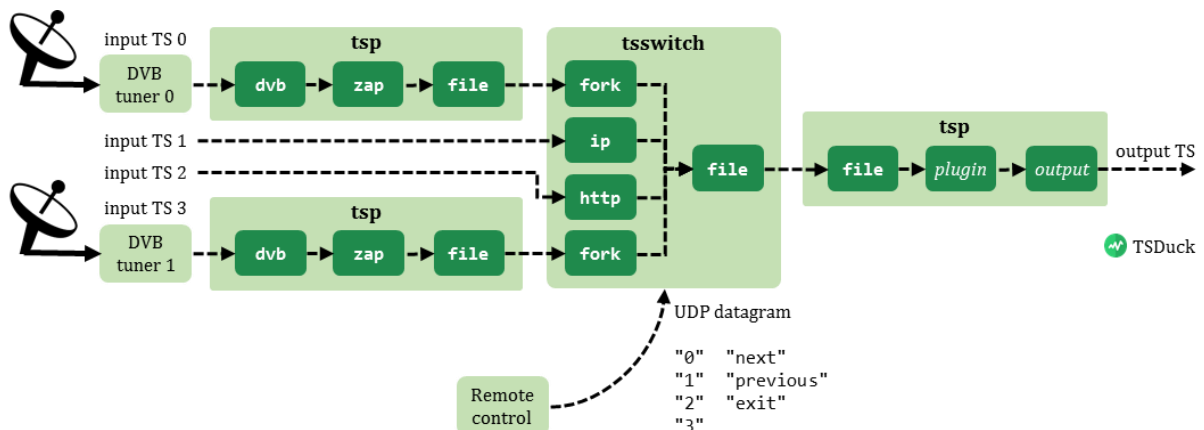 input TS 0
DVB
tuner 0
tsp
dvb
zap
file
tsswitch
fork
input TS 1
ip
input TS 2
http
file
input TS 3
DVB
tuner 1
tsp
dvb
zap
file
fork
tsp
file
plugin
output
output TS
TSDuck
UDP datagram
"0" "next"
"1" "previous"
"2" "exit"
"3"
Remote
control